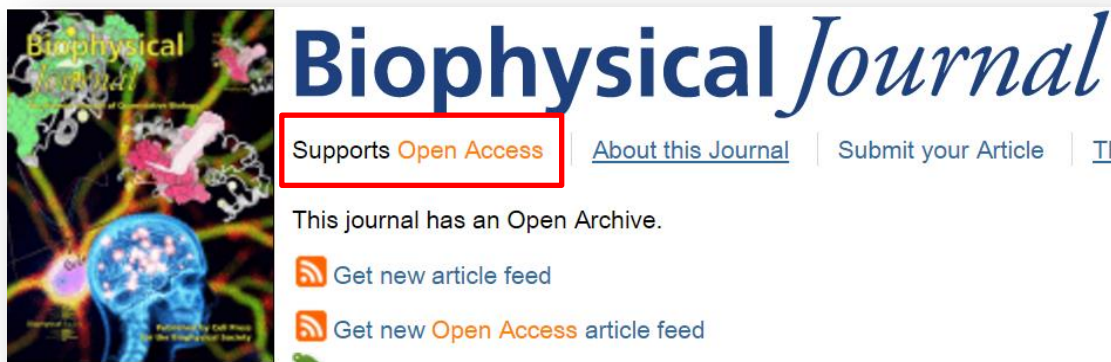 Biophysical
Journal
Biophysical Journal
Supports Open Access
About this Journal
Submit your Article
This journal has an Open Archive.
Get new article feed
Get new Open Access article feed
Published by Cell Press
for the Biophysical Society